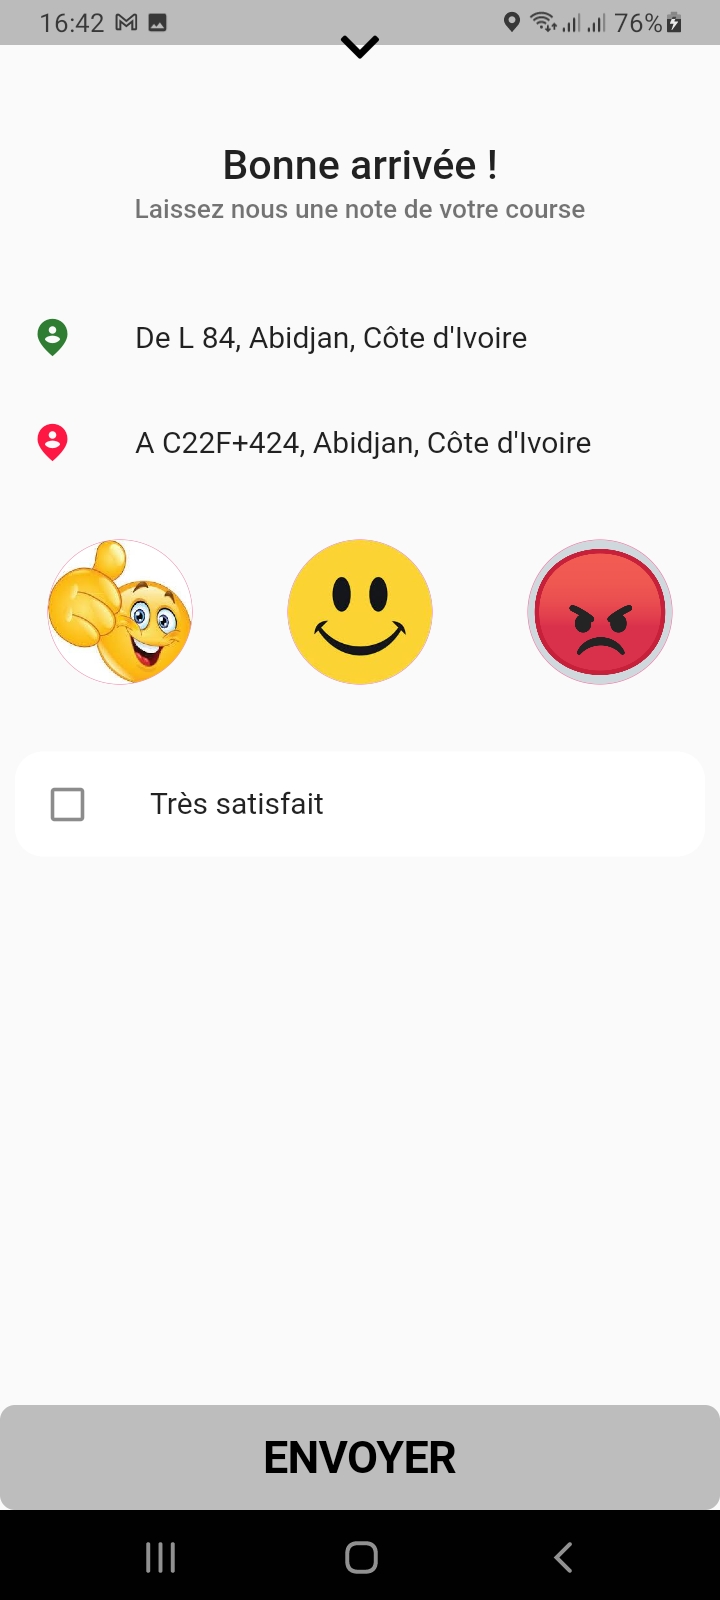 16:42 76%
Bonne arrivée !
Laissez nous une note de votre course
De L 84, Abidjan, Côte d'Ivoire
A C22F+424, Abidjan, Côte d'Ivoire
Très satisfait
ENVOYER